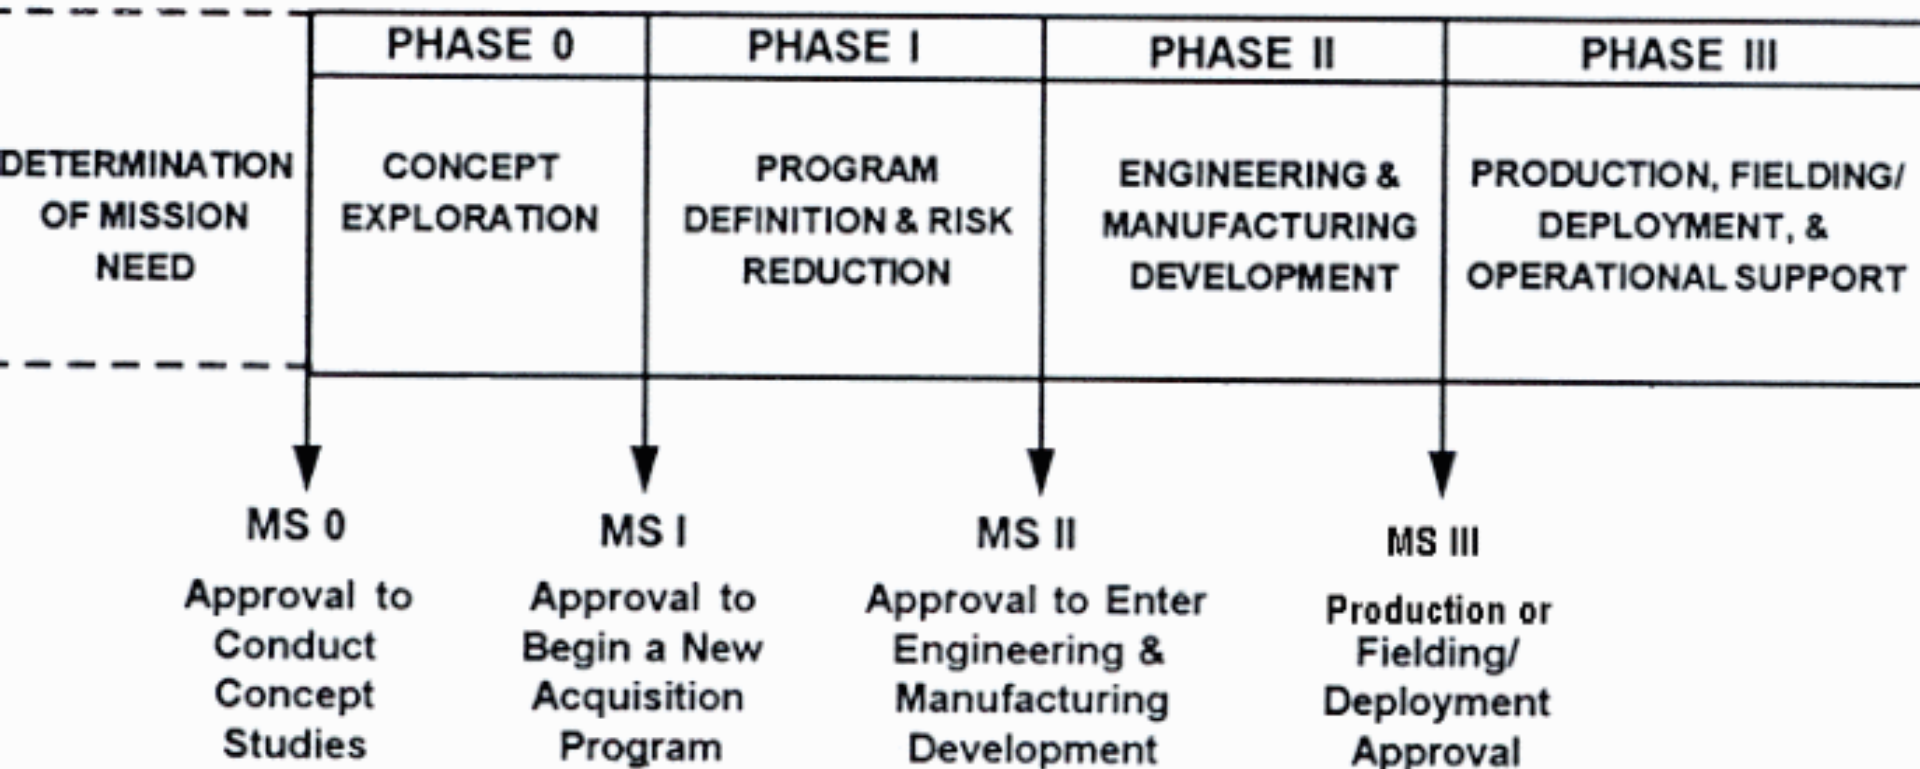 PHASE 0
PHASE I
PHASE II
PHASE III
DETERMINATION
OF MISSION
NEED
CONCEPT
EXPLORATION
PROGRAM
DEFINITION & RISK
REDUCTION
ENGINEERING &
MANUFACTURING
DEVELOPMENT
PRODUCTION, FIELDING/
DEPLOYMENT, &
OPERATIONAL SUPPORT
MS 0
Approval to
Conduct
Concept
Studies
MS I
Approval to
Begin a New
Acquisition
Program
MS II
Approval to Enter
Engineering &
Manufacturing
Development
MS III
Production or
Fielding/
Deployment
Approval